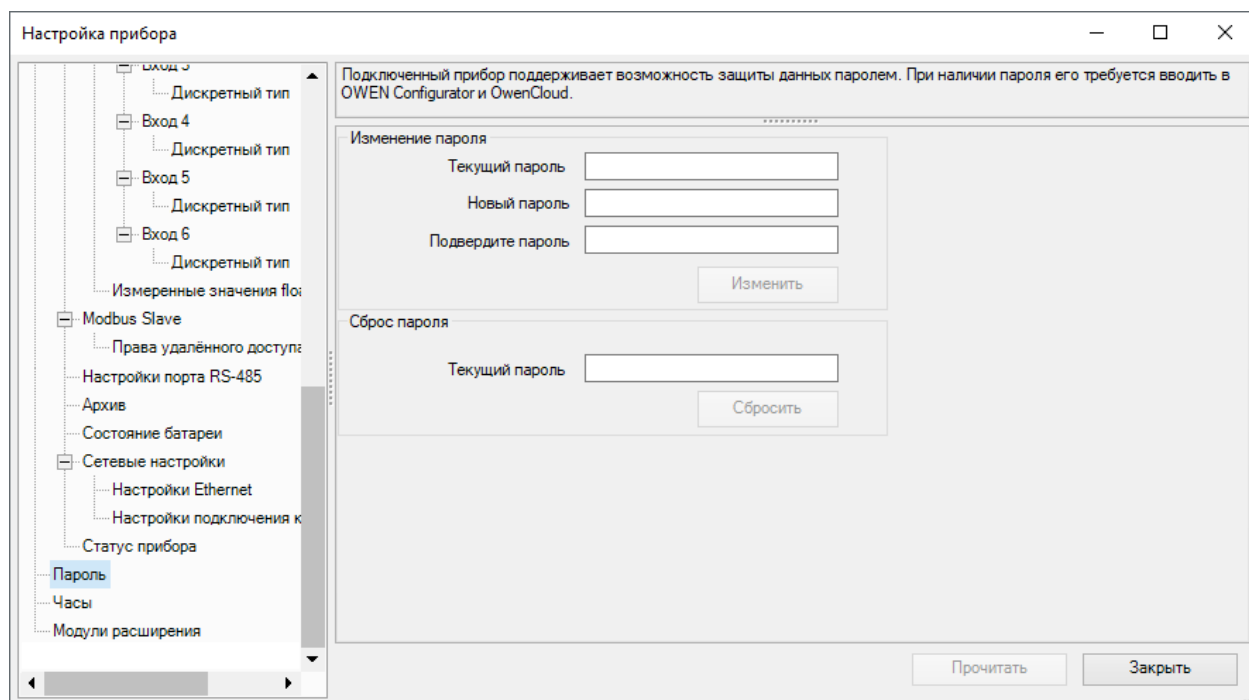 Настройка прибора
Дискретный тип
Вход 4
Дискретный тип
Вход 5
Дискретный тип
Вход 6
Дискретный тип
Измеренные значения floa
Modbus Slave
Права удалённого доступа
Настройки порта RS-485
Архив
Состояние батареи
Сетевые настройки
Настройки Ethernet
Настройки подключения к
Статус прибора
Пароль
Часы
Модули расширения
Подключенный прибор поддерживает возможность защиты данных паролем. При наличии пароля его требуется вводить в
OWEN Configurator и OwenCloud.
Изменение пароля
Текущий пароль
Новый пароль
Подвердите пароль
Изменить
Сброс пароля
Текущий пароль
Сбросить
Прочитать
Закрыть